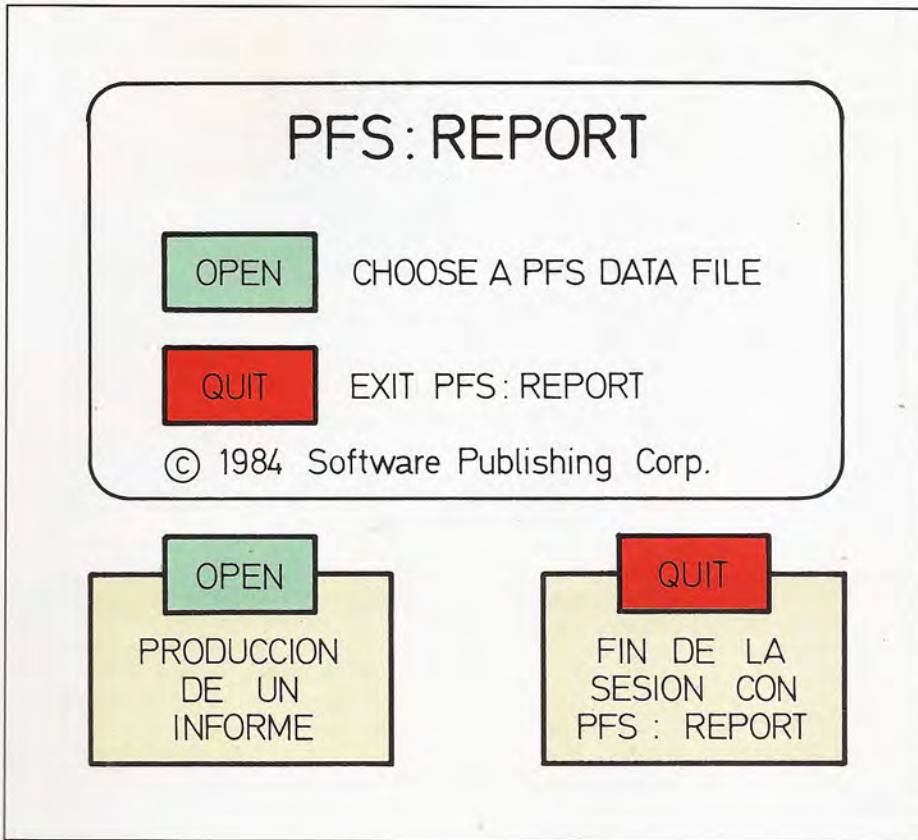 PFS: REPORT
OPEN CHOOSE A PFS DATA FILE
QUIT EXIT PFS: REPORT
© 1984 Software Publishing Corp.
OPEN
PRODUCCION
DE UN
INFORME
QUIT
FIN DE LA
SESION CON
PFS: REPORT